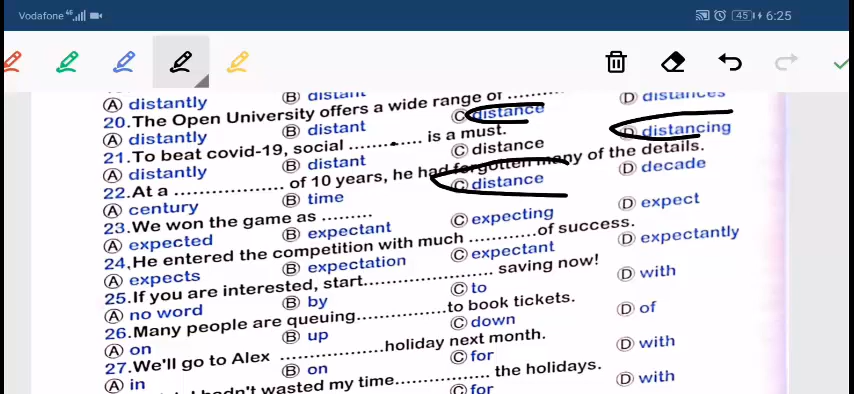 Vodafone 4G 45 6:25
A distantly B distant D distances
20.The Open University offers a wide range of ..........
A distantly B distant C distance D distancing
21.To beat covid-19, social ................ is a must.
A distantly B distant C distance
22.At a .................. of 10 years, he had forgotten many of the details.
A century B time C distance D decade
23.We won the game as .........
A expected B expectant C expecting D expect
24,He entered the competition with much ............of success.
A expects B expectation C expectant D expectantly
25.If you are interested, start...................... saving now!
A no word B by C to D with
26.Many people are queuing...............to book tickets.
A on B up C down D of
27.We'll go to Alex .................holiday next month.
A in B on C for D with
hadn't wasted my time................ the holidays.
C for D with